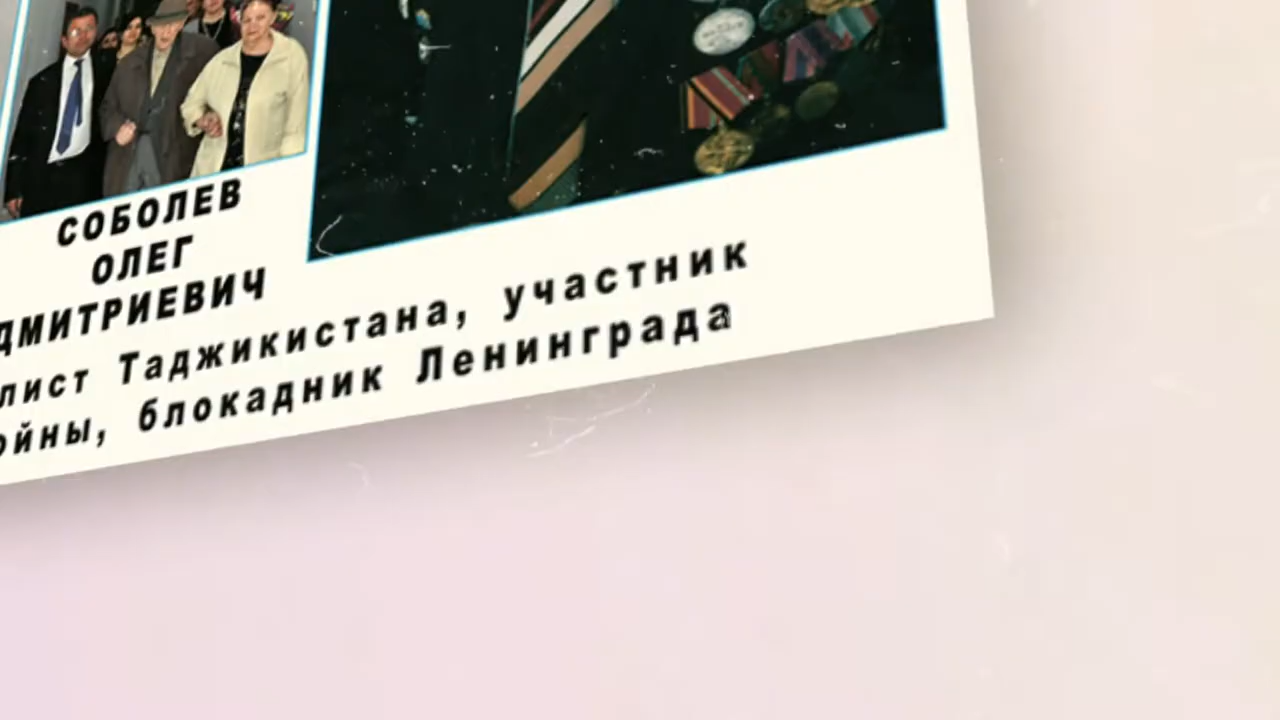 СОБОЛЕВ
ОЛЕГ
ДМИТРИЕВИЧ
Таджикистана, участник
блокадник Ленинграда